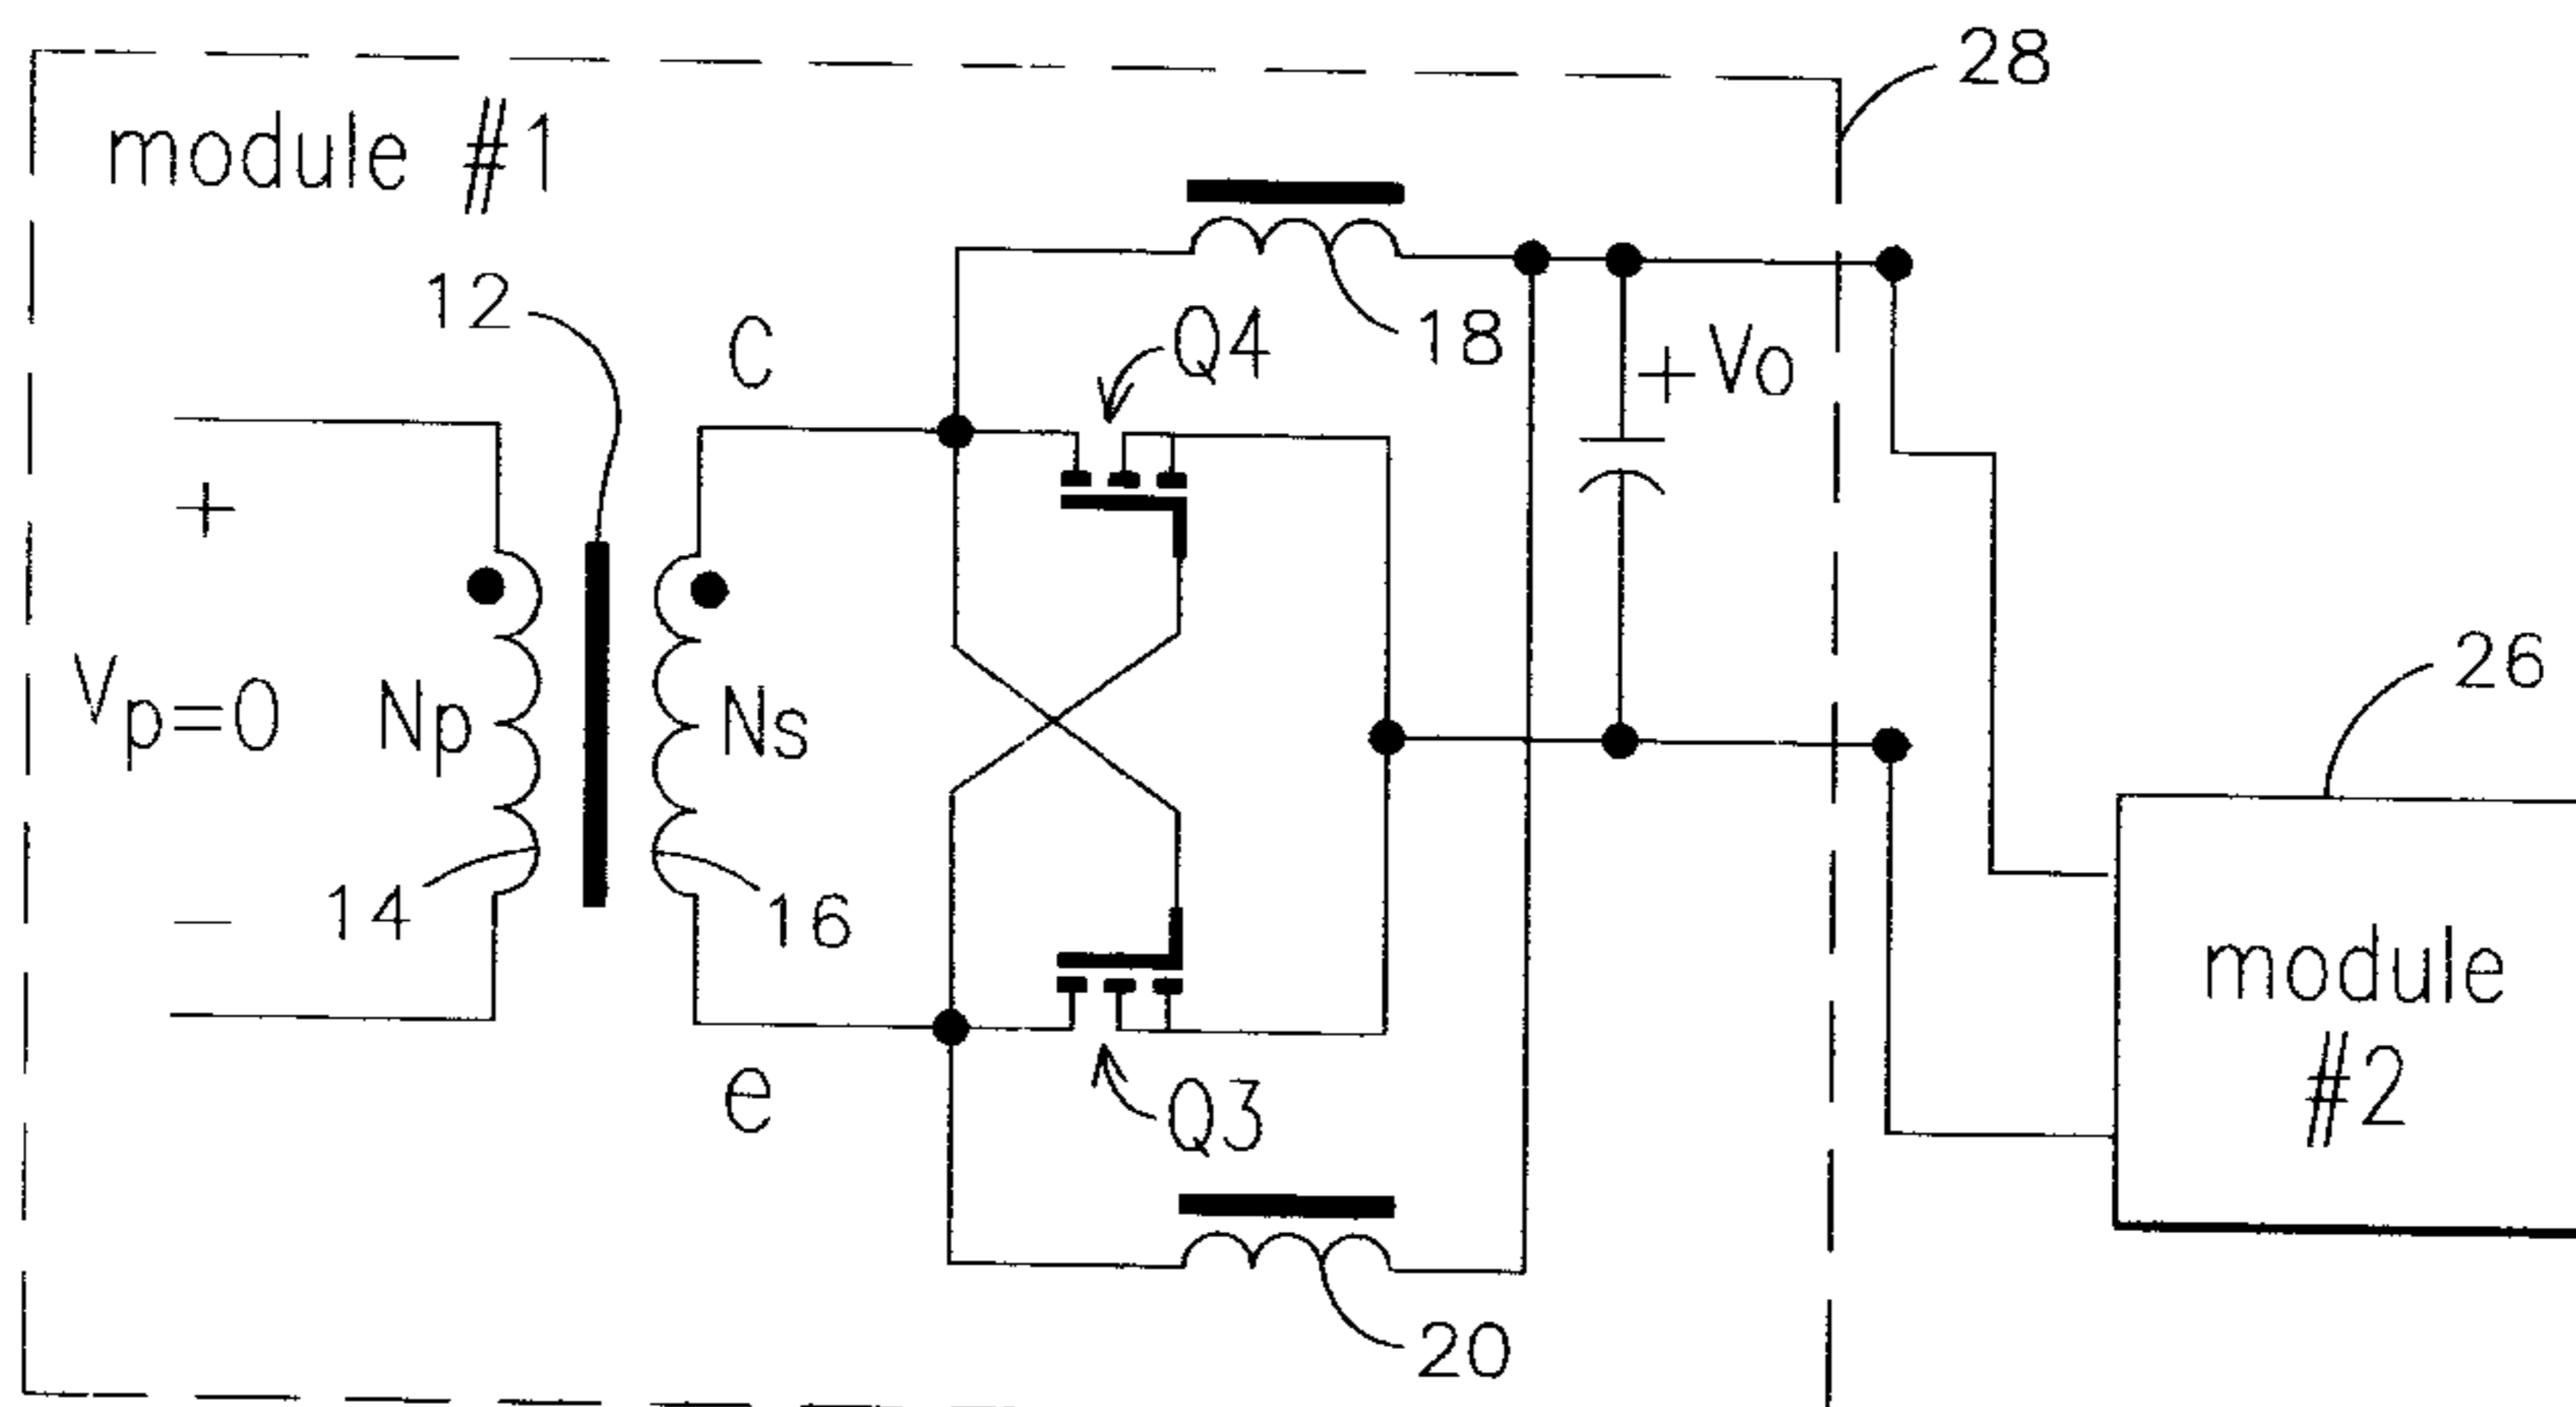 28
module #1
12
C
Q4
18
+Vo
+
Vp=0
Np
Ns
26
−
14
16
module
#2
e
Q3
20